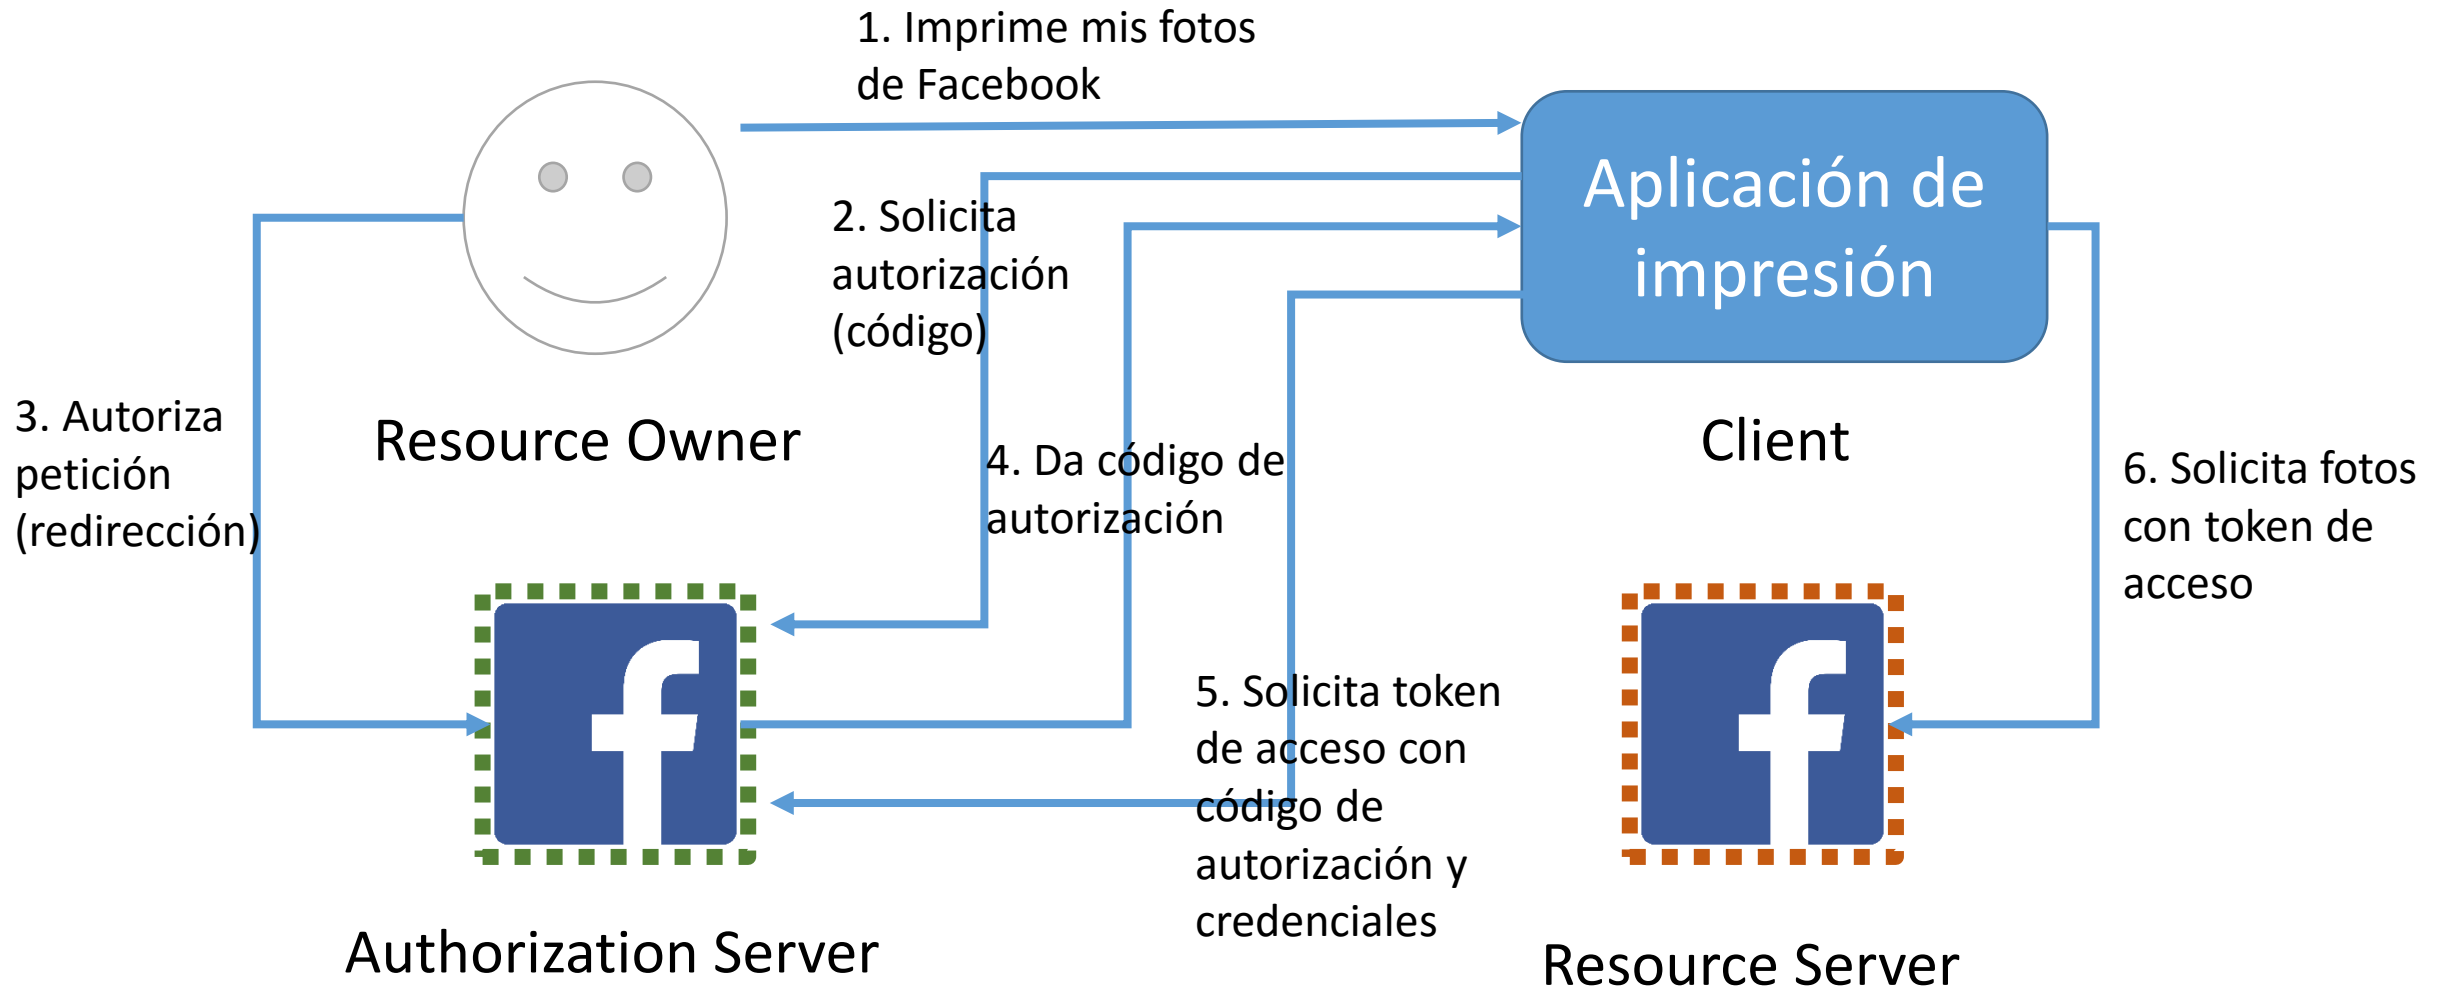 1. Imprime mis fotos
de Facebook
Aplicación de
impresión
2. Solicita
autorización
(código)
3. Autoriza
petición
(redirección)
Resource Owner
4. Da código de
autorización
Client
6. Solicita fotos
con token de
acceso
5. Solicita token
de acceso con
código de
autorización y
credenciales
Authorization Server
Resource Server